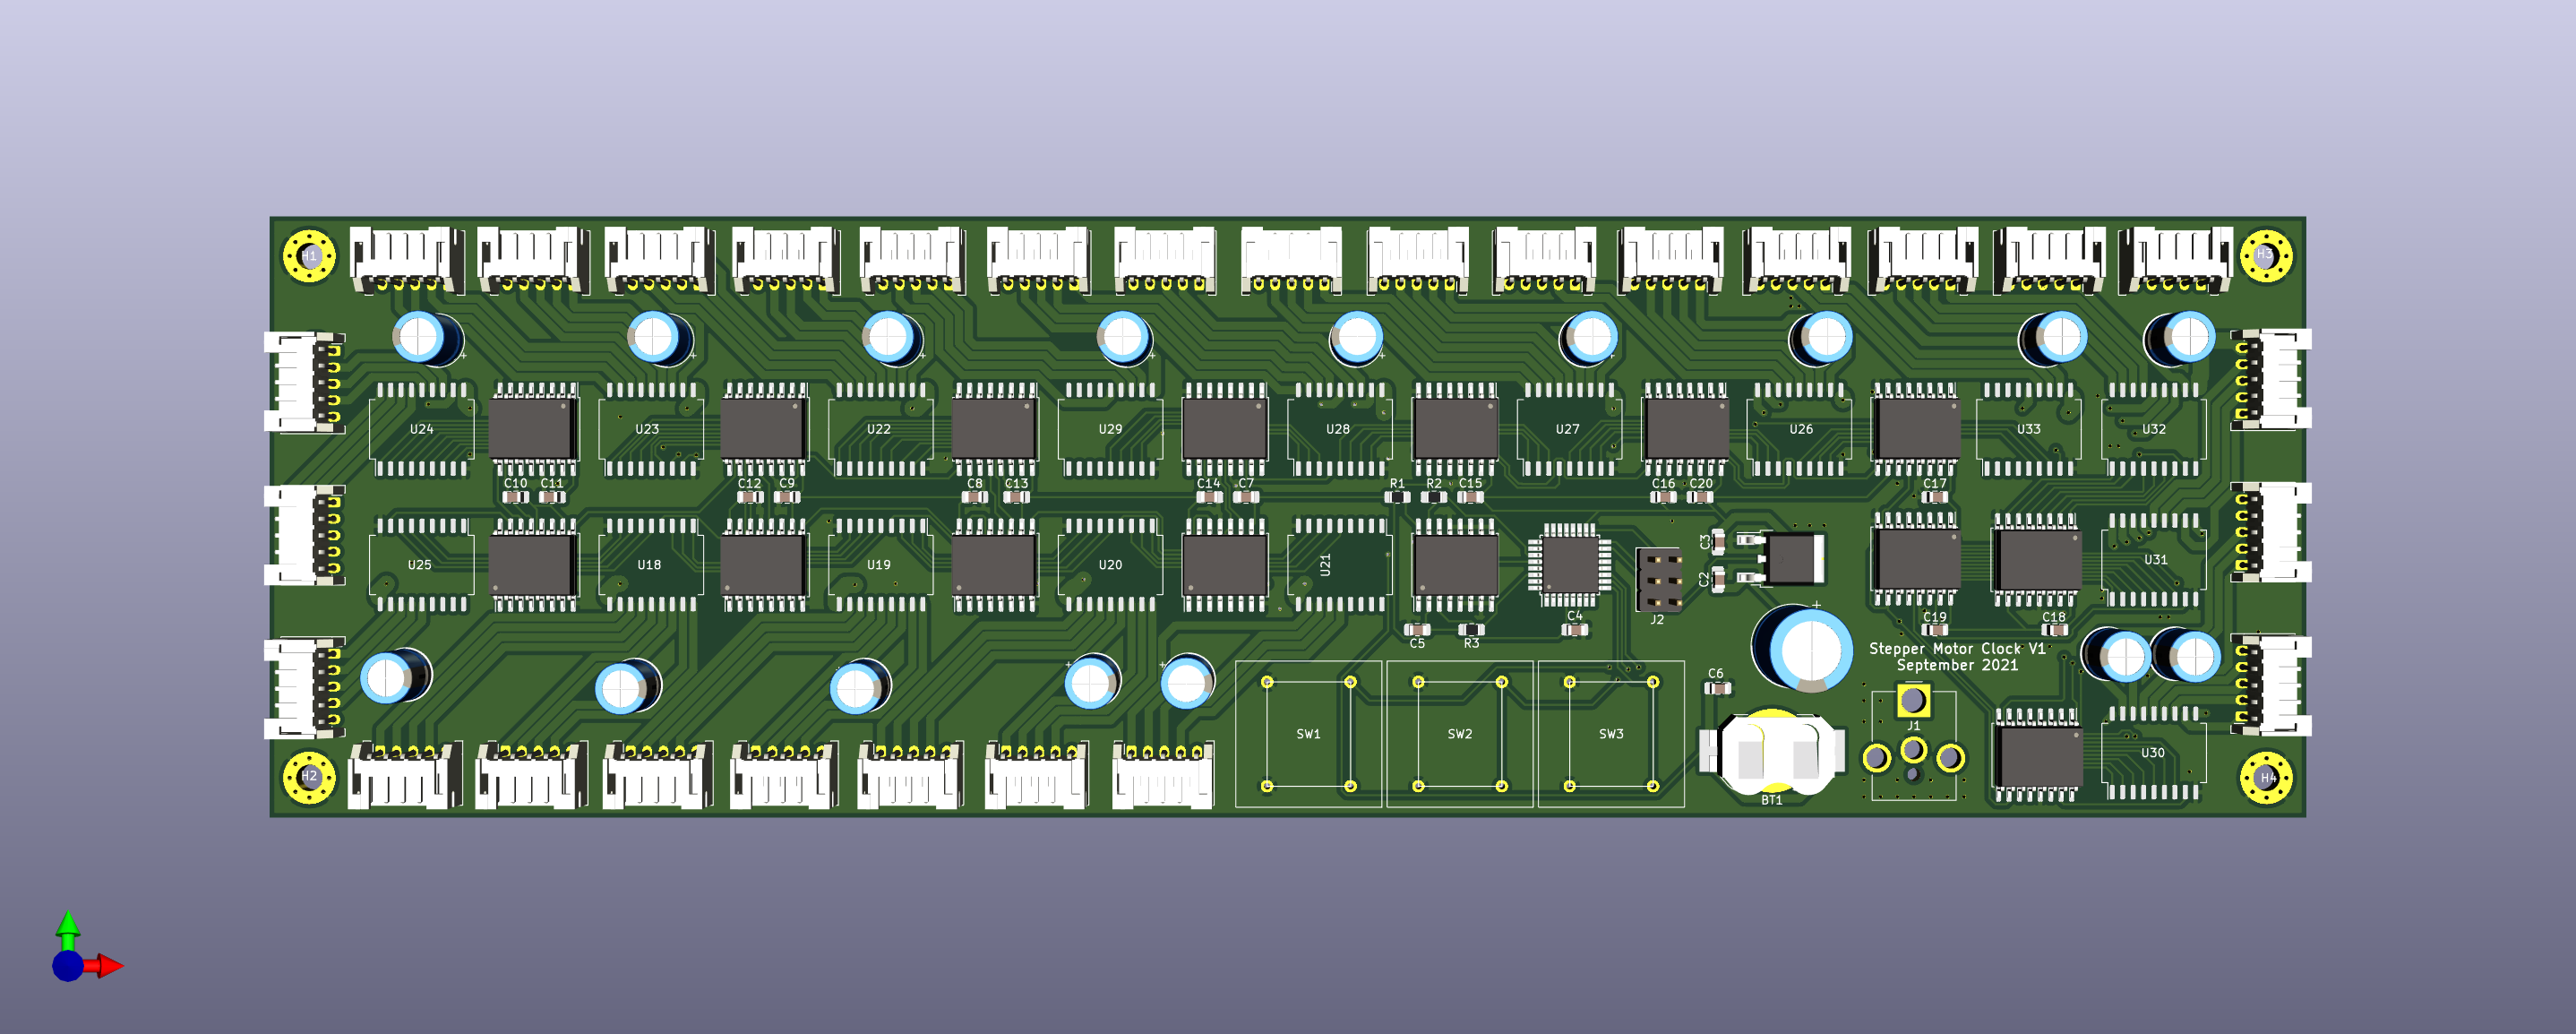 H1
H3
U24
U23
U22
U29
U28
U27
U26
U33
U32
C10 C11
C12 C9
C8 C13
C14 C7
R1 R2 C15
C16 C20
C17
U25
U18
U19
U20
U21
C3
C2
J2
U31
C5
R3
C4
C19
C18
Stepper Motor Clock V1
September 2021
C6
SW1
SW2
SW3
J1
U30
H2
H4
BT1